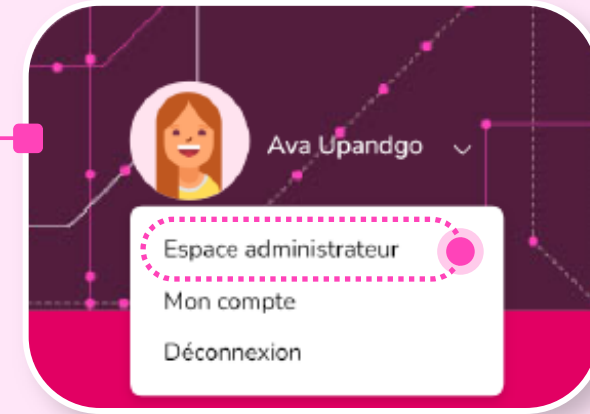 Ava Upandgo
Espace administrateur
Mon compte
Déconnexion